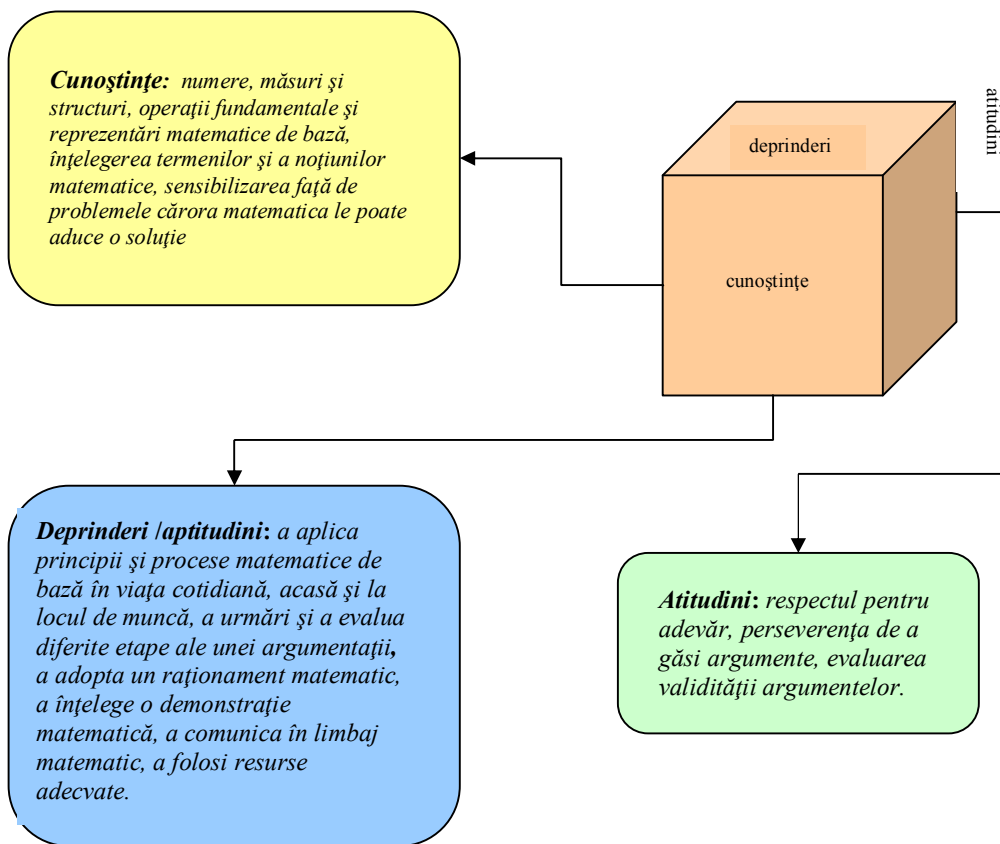 Cunoştinţe: numere, măsuri şi
structuri, operaţii fundamentale şi
reprezentări matematice de bază,
înţelegerea termenilor şi a noţiunilor
matematice, sensibilizarea faţă de
problemele cărora matematica le poate
aduce o soluţie
deprinderi
atitudini
cunoştinţe
Deprinderi /aptitudini: a aplica
principii şi procese matematice de
bază în viaţa cotidiană, acasă şi la
locul de muncă, a urmări şi a evalua
diferite etape ale unei argumentaţii,
a adopta un raţionament matematic,
a înţelege o demonstraţie
matematică, a comunica în limbaj
matematic, a folosi resurse
adecvate.
Atitudini: respectul pentru
adevăr, perseverenţa de a
găsi argumente, evaluarea
validităţii argumentelor.